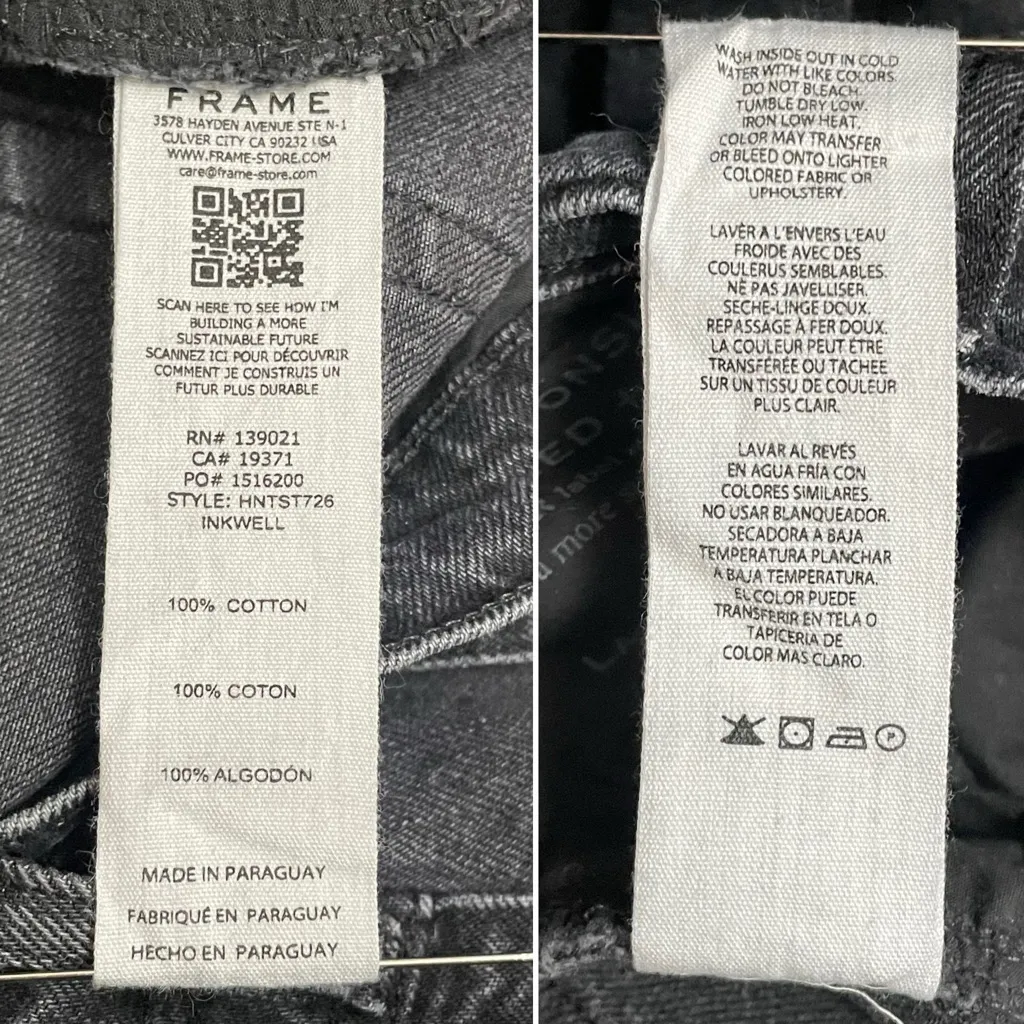 FRAME
3578 HAYDEN AVENUE STE N-1
CULVER CITY CA 90232 USA
WWW.FRAME-STORE.COM
care@frame-store.com
SCAN HERE TO SEE HOW I'M
BUILDING A MORE
SUSTAINABLE FUTURE
SCANNEZ ICI POUR DÉCOUVRIR
COMMENT JE CONSTRUIS UN
FUTUR PLUS DURABLE
RN# 139021
CA# 19371
PO# 1516200
STYLE: HNTST726
INKWELL
100% COTTON
100% COTON
100% ALGODÓN
MADE IN PARAGUAY
FABRIQUÉ EN PARAGUAY
HECHO EN PARAGUAY
WASH INSIDE OUT IN COLD
WATER WITH LIKE COLORS.
DO NOT BLEACH.
TUMBLE DRY LOW.
IRON LOW HEAT.
COLOR MAY TRANSFER
OR BLEED ONTO LIGHTER
COLORED FABRIC OR
UPHOLSTERY.
LAVÉR A L'ENVERS L'EAU
FROIDE AVEC DES
COULERUS SEMBLABLES.
NE PAS JAVELLISER.
SECHE-LINGE DOUX.
REPASSAGE À FER DOUX.
LA COULEUR PEUT ETRE
TRANSFÉRÉE OU TACHEE
SUR UN TISSU DE COULEUR
PLUS CLAIR.
LAVAR AL REVÉS
EN AGUA FRÍA CON
COLORES SIMILARES.
NO USAR BLANQUEADOR.
SECADORA A BAJA
TEMPERATURA PLANCHAR
A BAJA TEMPERATURA.
EL COLOR PUEDE
TRANSFERIR EN TELA O
TAPICERIA DE
COLOR MAS CLARO.
P
more